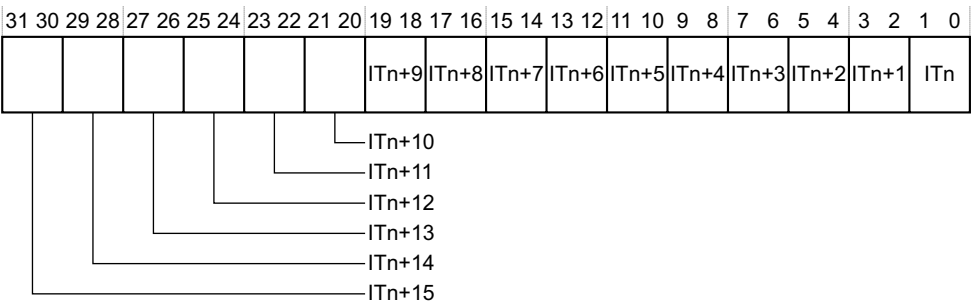 31 30 29 28 27 26 25 24 23 22 21 20 19 18 17 16 15 14 13 12 11 10 9 8 7 6 5 4 3 2 1 0
ITn+9 ITn+8 ITn+7 ITn+6 ITn+5 ITn+4 ITn+3 ITn+2 ITn+1 ITn
ITn+10
ITn+11
ITn+12
ITn+13
ITn+14
ITn+15